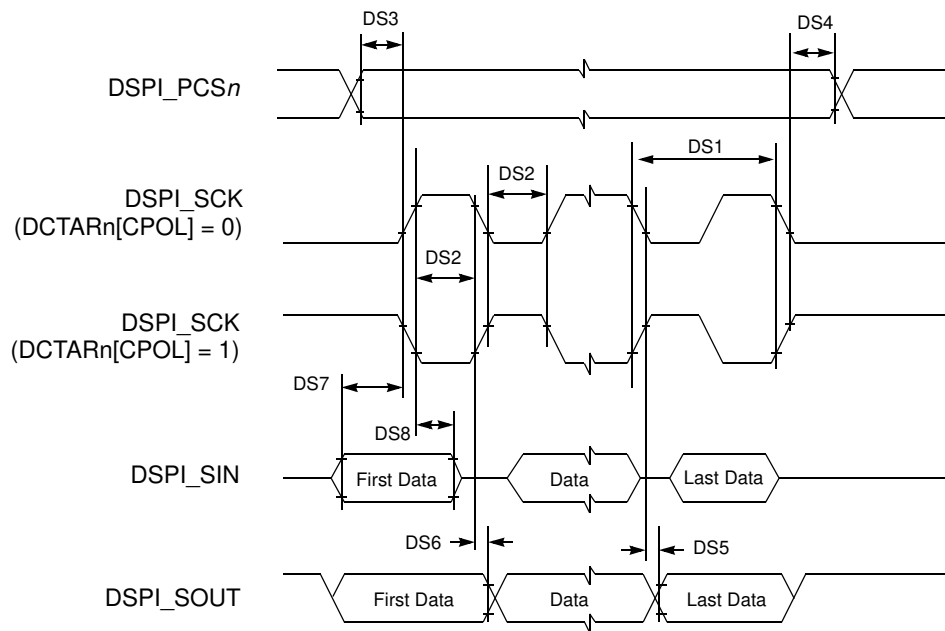 DS3
DS4
DSPI_PCSn
DS1
DS2
DSPI_SCK
(DCTARn[CPOL] = 0)
DS2
DSPI_SCK
(DCTARn[CPOL] = 1)
DS7
DS8
DSPI_SIN
First Data
Data
Last Data
DS6
DS5
DSPI_SOUT
First Data
Data
Last Data